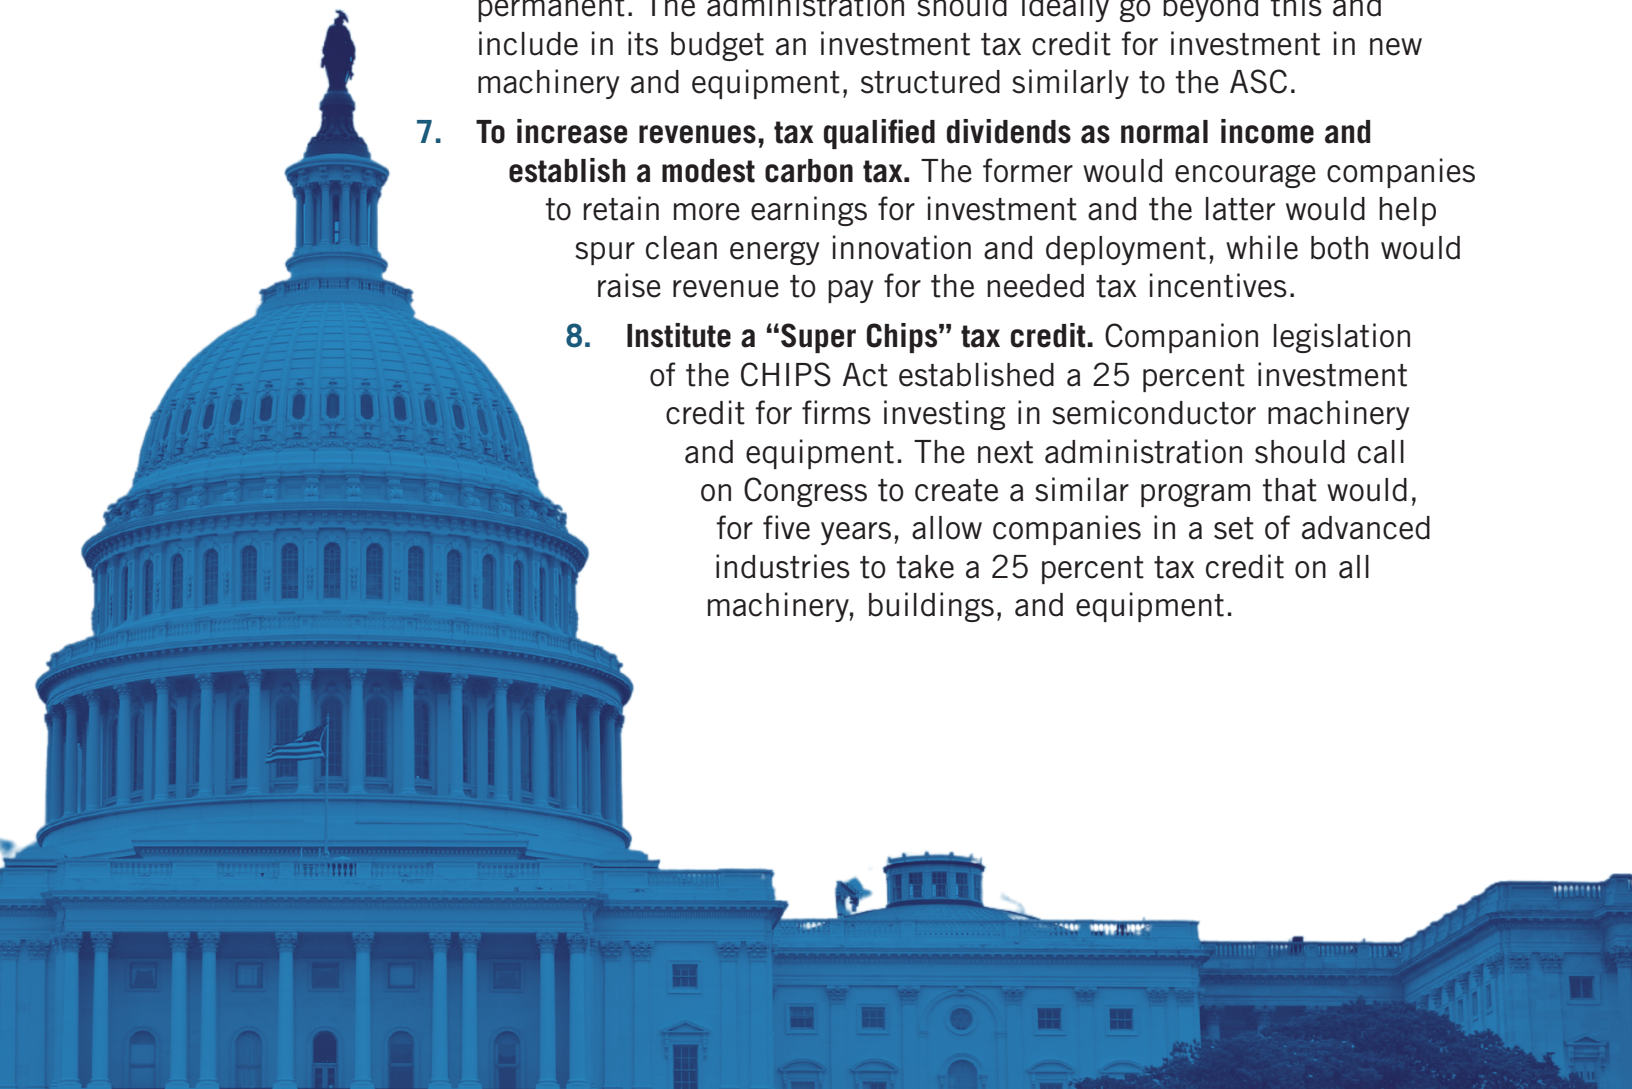 permanent. The administration should ideally go beyond this and
include in its budget an investment tax credit for investment in new
machinery and equipment, structured similarly to the ASC.
7. To increase revenues, tax qualified dividends as normal income and
establish a modest carbon tax. The former would encourage companies
to retain more earnings for investment and the latter would help
spur clean energy innovation and deployment, while both would
raise revenue to pay for the needed tax incentives.
8. Institute a “Super Chips” tax credit. Companion legislation
of the CHIPS Act established a 25 percent investment
credit for firms investing in semiconductor machinery
and equipment. The next administration should call
on Congress to create a similar program that would,
for five years, allow companies in a set of advanced
industries to take a 25 percent tax credit on all
machinery, buildings, and equipment.